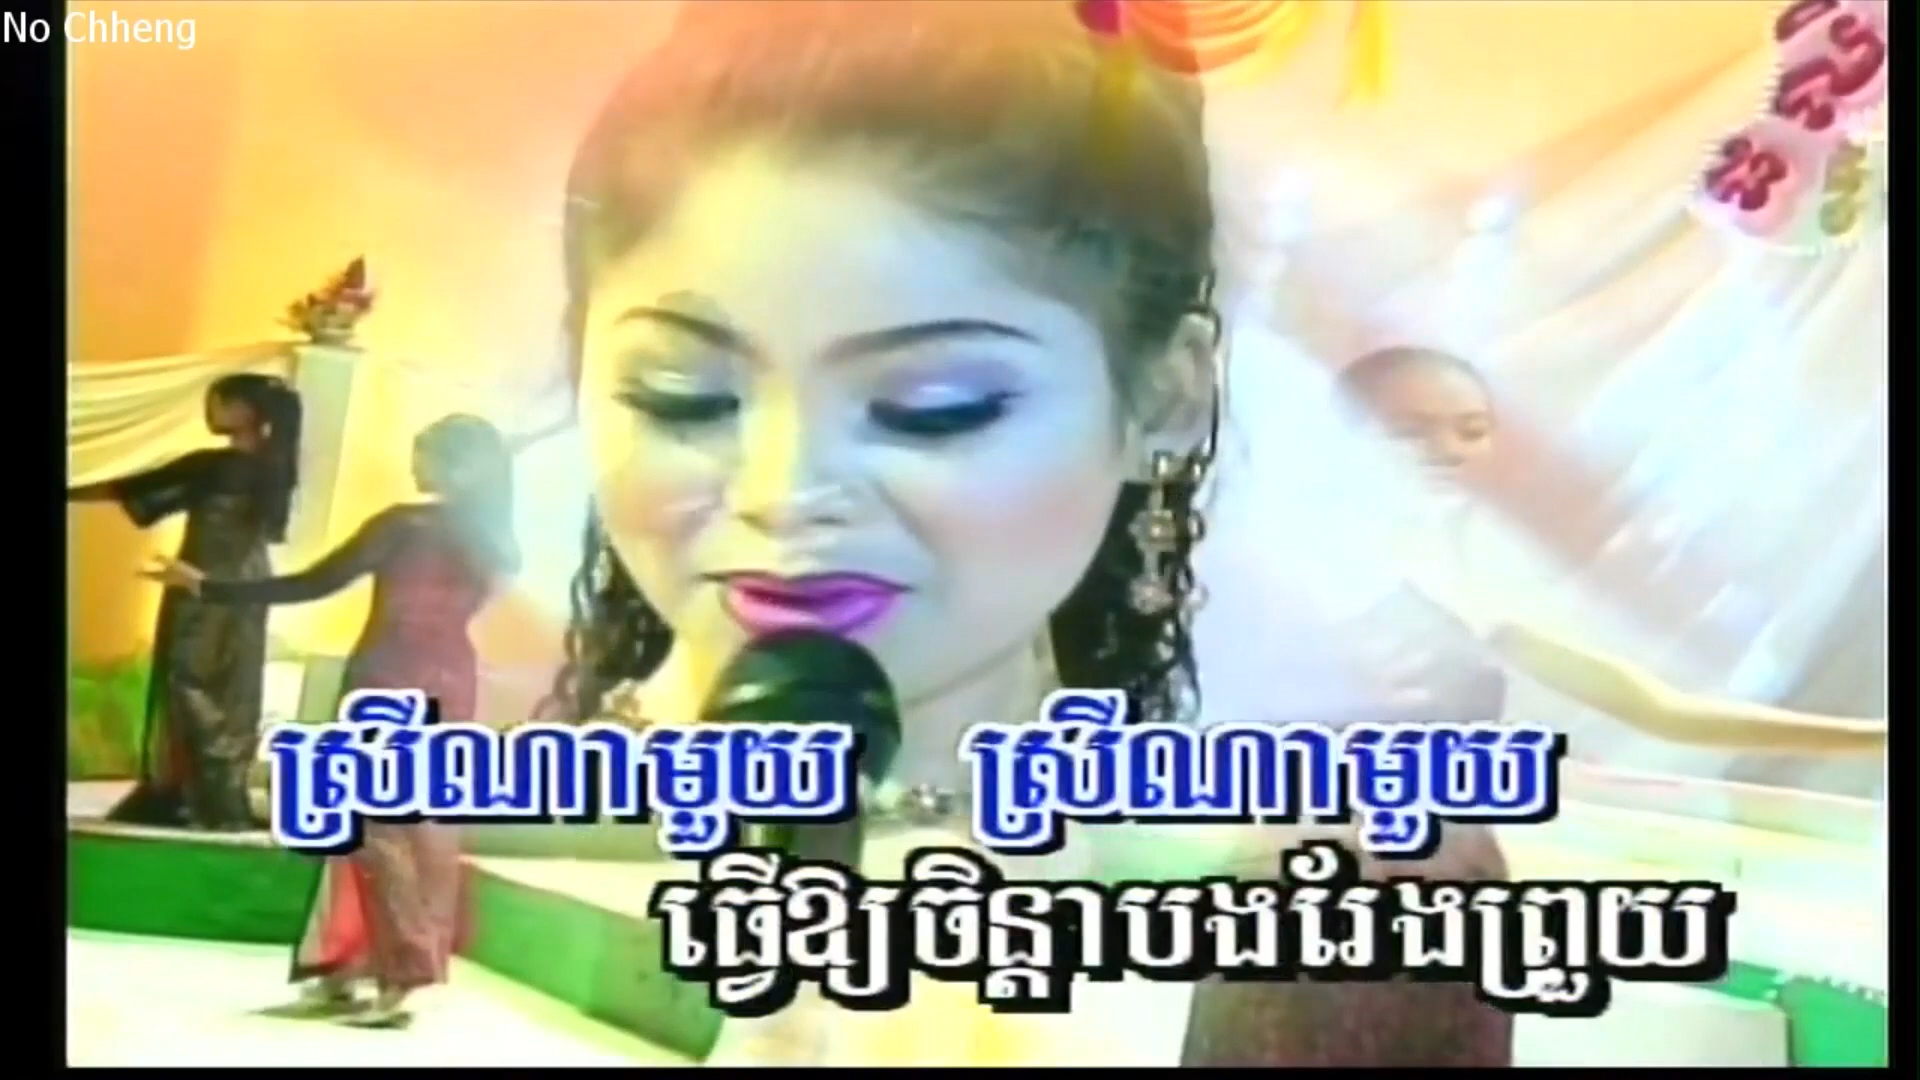 No Chheng
ស្រីណាមួយ ស្រីណាមួយ
ធ្វើឱ្យចិន្តាបងរែងព្រួយ